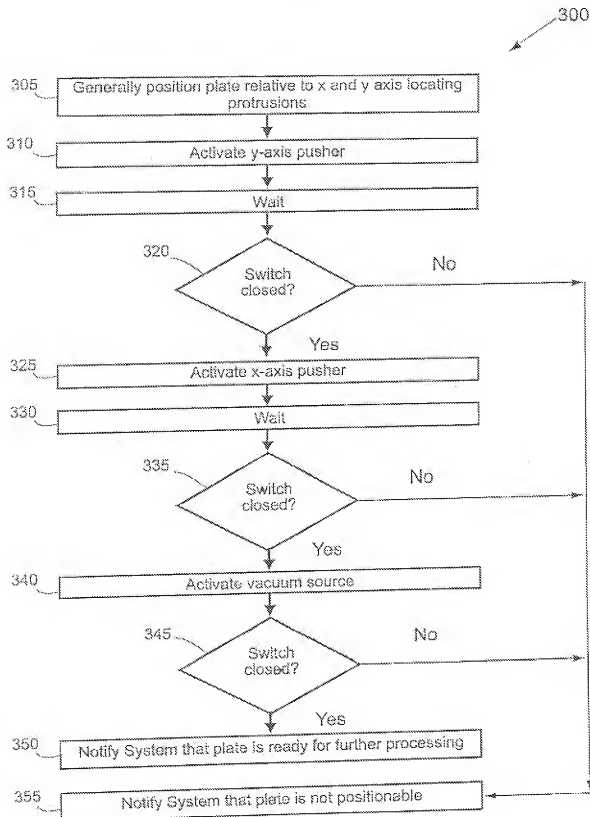 300
305
Generally position plate relative to x and y axis locating
protrusions
310
Activate y-axis pusher
315
Wait
320
Switch
closed?
No
Yes
325
Activate x-axis pusher
330
Wait
335
Switch
closed?
No
Yes
340
Activate vacuum source
345
Switch
closed?
No
Yes
350
Notify System that plate is ready for further processing
355
Notify System that plate is not positionable